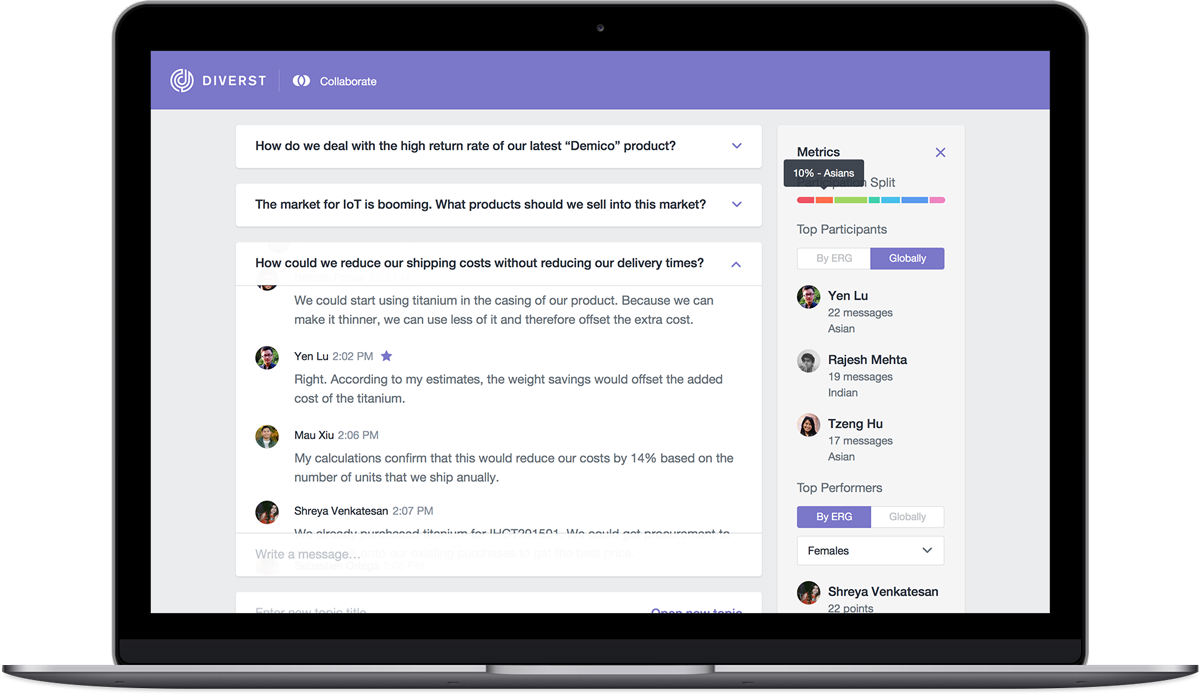 DIVERST
Collaborate
How do we deal with the high return rate of our latest “Demico” product?
The market for IoT is booming. What products should we sell into this market?
How could we reduce our shipping costs without reducing our delivery times?
We could start using titanium in the casing of our product. Because we can
make it thinner, we can use less of it and therefore offset the extra cost.
Yen Lu 2:02 PM
Right. According to my estimates, the weight savings would offset the added
cost of the titanium.
Mau Xiu 2:06 PM
My calculations confirm that this would reduce our costs by 14% based on the
number of units that we ship anually.
Shreya Venkatesan 2:07 PM
We already purchased titanium for IHCT201501. We could get procurement to
Write a message...
Enter new topic title
Open new topic
Metrics
10% - Asians
Participation Split
Top Participants
By ERG
Globally
Yen Lu
22 messages
Asian
Rajesh Mehta
19 messages
Indian
Tzeng Hu
17 messages
Asian
Top Performers
By ERG
Globally
Females
Shreya Venkatesan
22 points